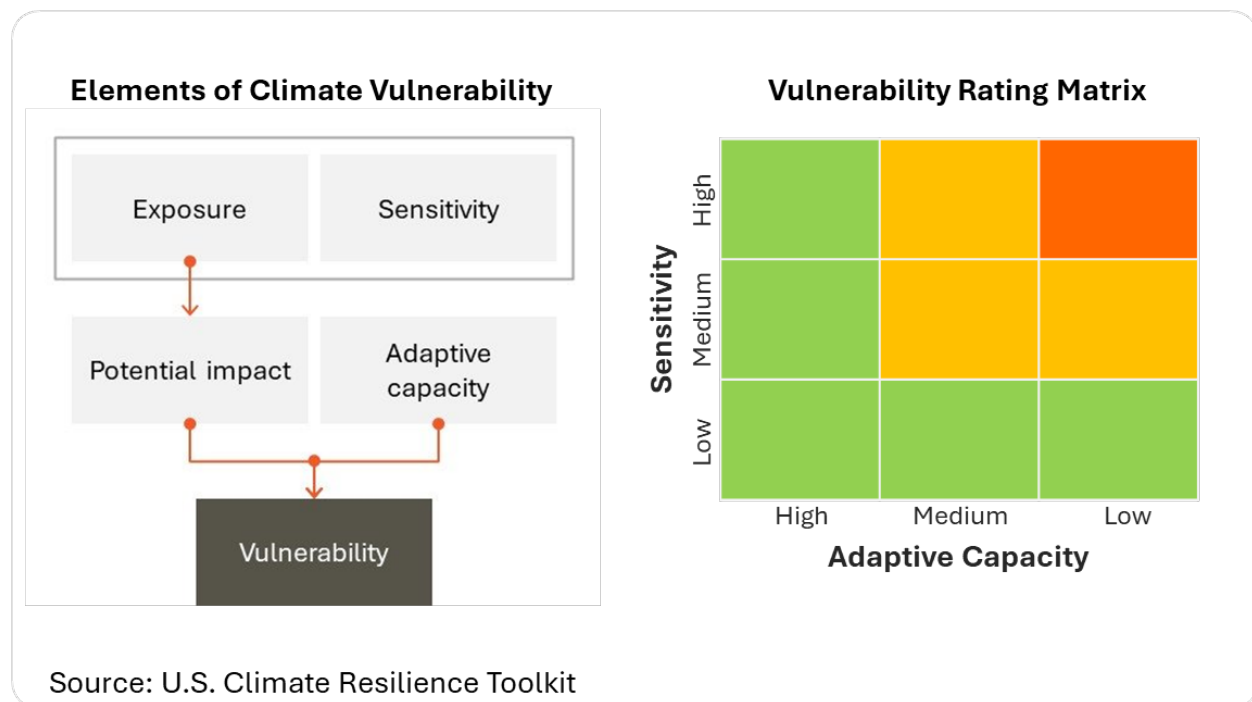 Elements of Climate Vulnerability
Exposure
Sensitivity
Potential impact
Adaptive
capacity
Vulnerability
Vulnerability Rating Matrix
Sensitivity
High
Medium
Low
High
Medium
Low
Adaptive Capacity
Source: U.S. Climate Resilience Toolkit